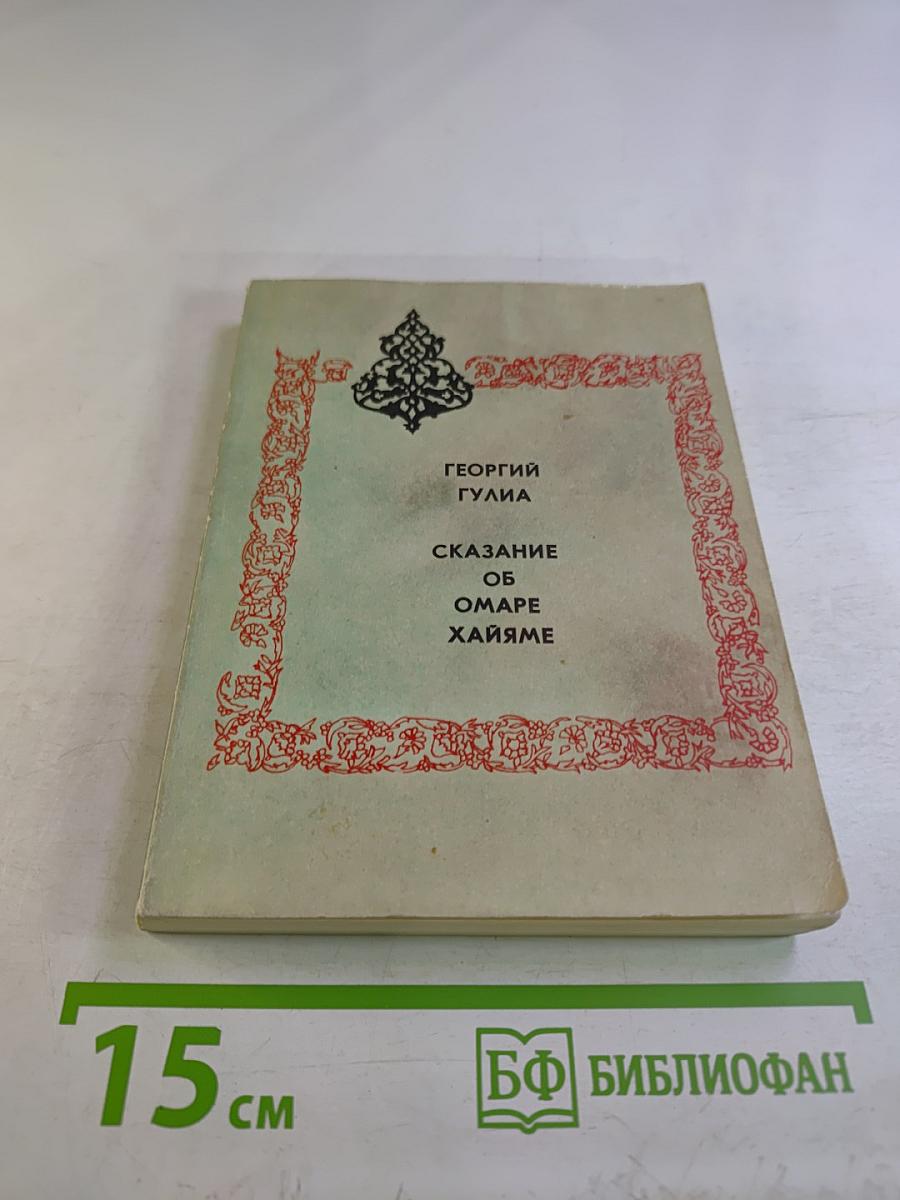 ГЕОРГИЙ
ГУЛИА
СКАЗАНИЕ
ОБ
ОМАРЕ
ХАЙЯМЕ
15 см
БФ БИБЛИОФАН